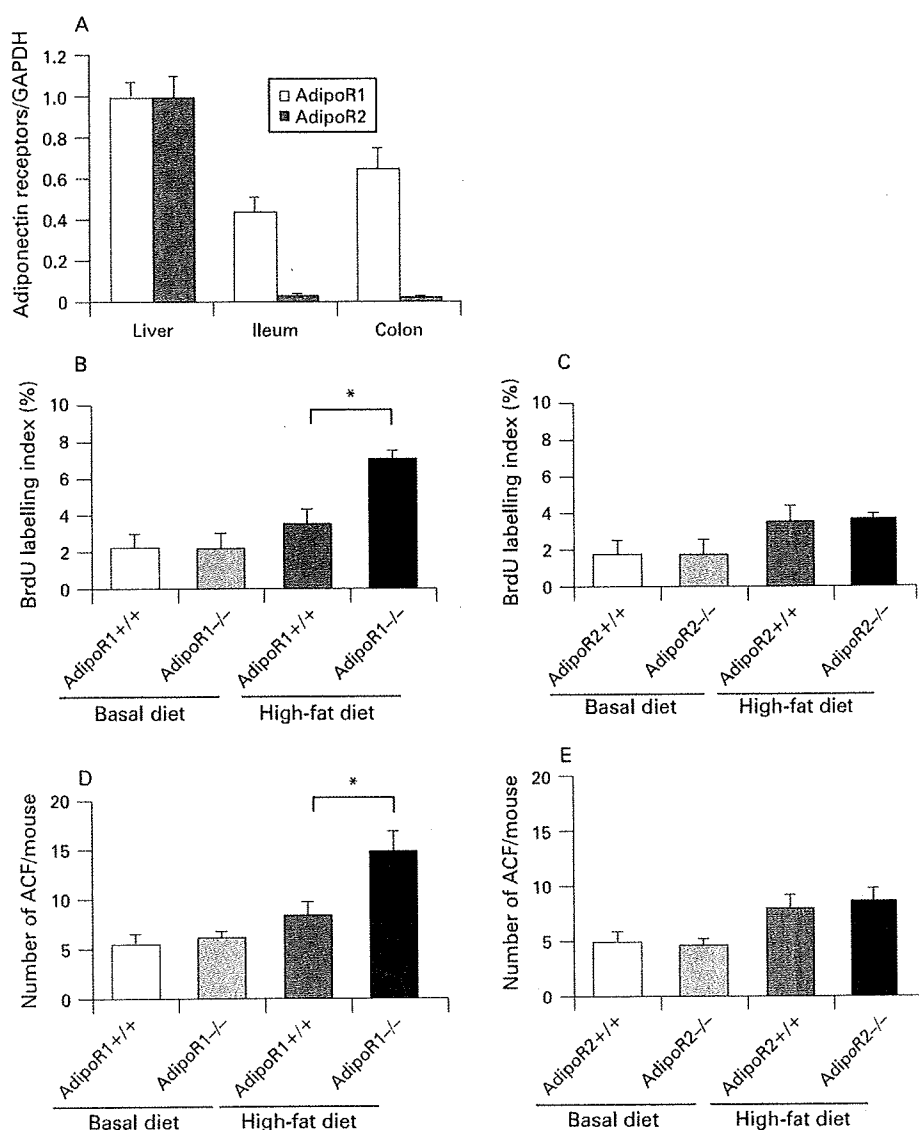 A
Adiponectin receptors/GAPDH
1.2
1.0
0.8
0.6
0.4
0.2
0
AdipoR1
AdipoR2
Liver
Ileum
Colon
B
BrdU labelling index (%)
10
8
6
4
2
0
*
AdipoR1+/+
AdipoR1–/–
AdipoR1+/+
AdipoR1–/–
Basal diet
High-fat diet
C
BrdU labelling index (%)
10
8
6
4
2
0
AdipoR2+/+
AdipoR2–/–
AdipoR2+/+
AdipoR2–/–
Basal diet
High-fat diet
D
Number of ACF/mouse
20
15
10
5
0
*
AdipoR1+/+
AdipoR1–/–
AdipoR1+/+
AdipoR1–/–
Basal diet
High-fat diet
E
Number of ACF/mouse
20
15
10
5
0
AdipoR2+/+
AdipoR2–/–
AdipoR2+/+
AdipoR2–/–
Basal diet
High-fat diet